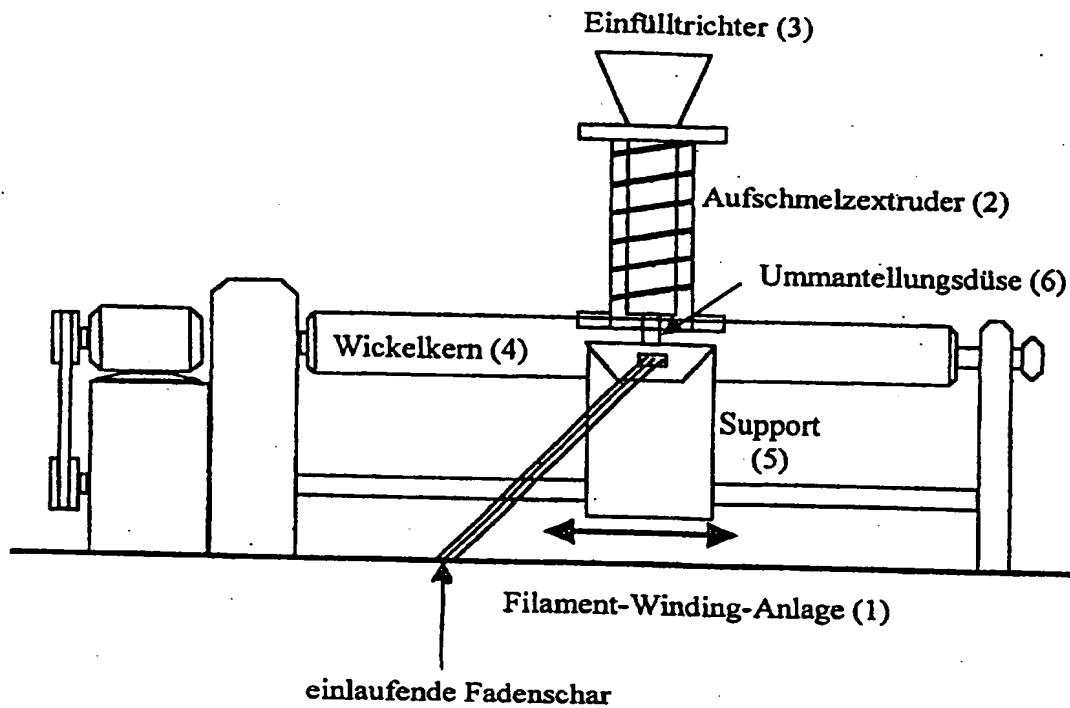 Einfülltrichter (3)
Aufschmelzextruder (2)
Ummantellungsdüse (6)
Wickelkern (4)
Support
(5)
Filament-Winding-Anlage (1)
einlaufende Fadenschar